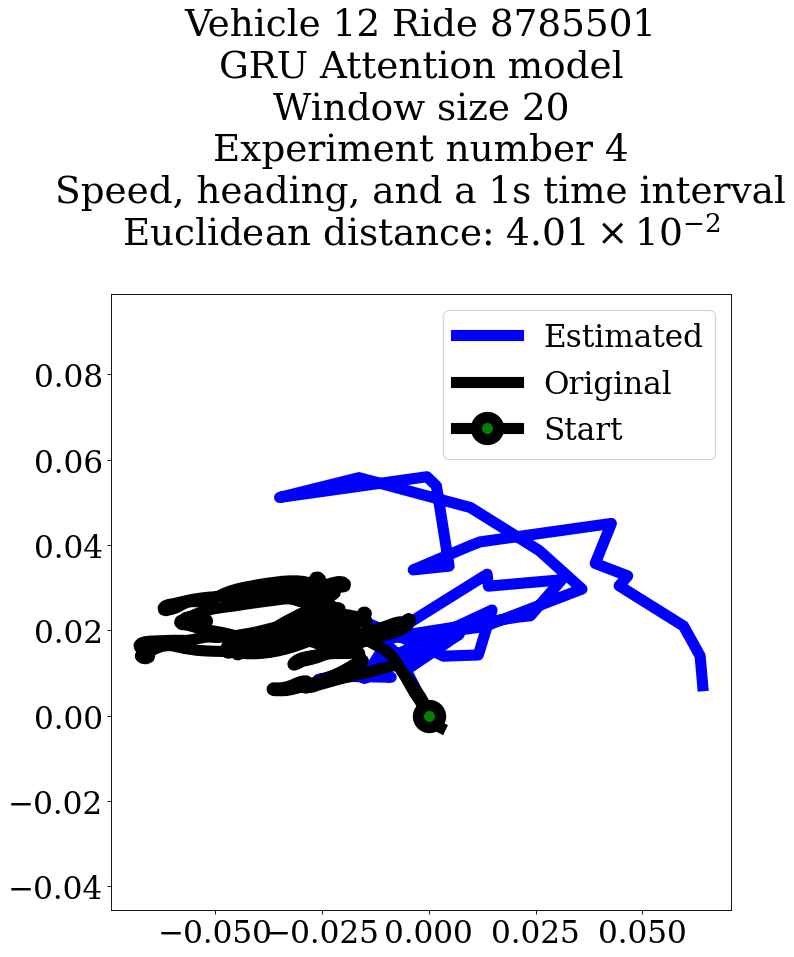 Vehicle 12 Ride 8785501
GRU Attention model
Window size 20
Experiment number 4
Speed, heading, and a 1s time interval
Euclidean distance: 4.01 × 10⁻²
Estimated
Original
Start
0.08
0.06
0.04
0.02
0.00
−0.02
−0.04
−0.050 −0.025 0.000 0.025 0.050